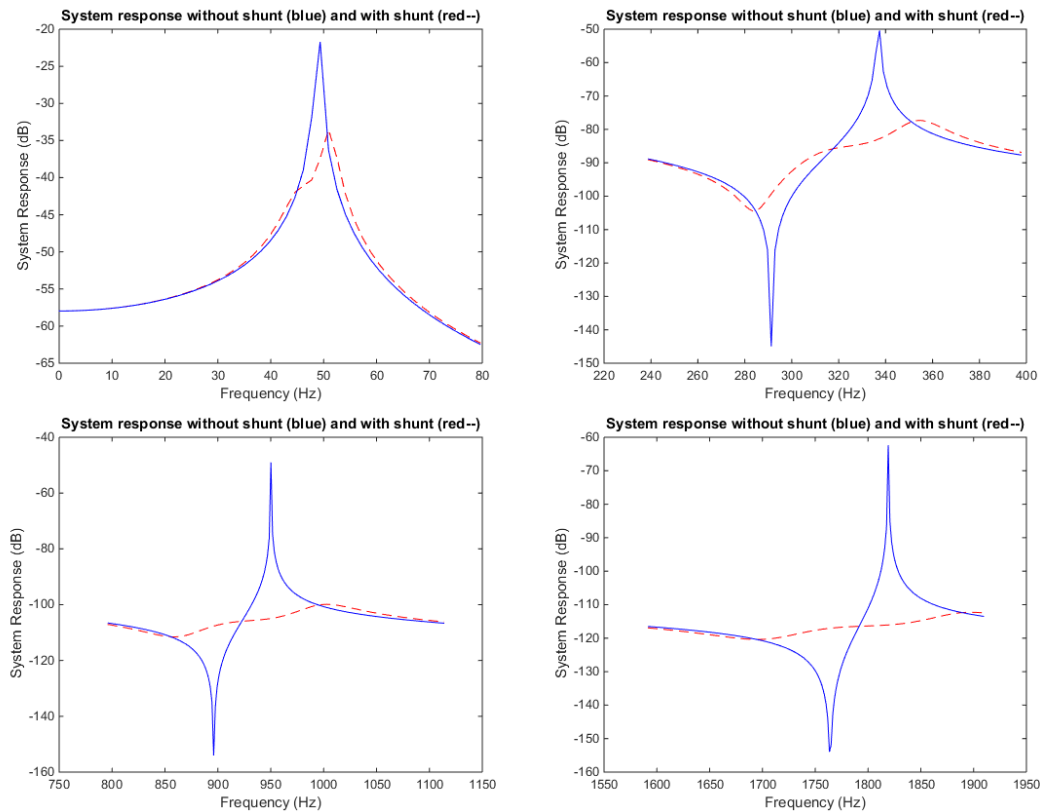 System response without shunt (blue) and with shunt (red--)
-20
-25
-30
-35
-40
-45
-50
-55
-60
-65
System Response (dB)
0 10 20 30 40 50 60 70 80
Frequency (Hz)
System response without shunt (blue) and with shunt (red--)
-50
-60
-70
-80
-90
-100
-110
-120
-130
-140
-150
System Response (dB)
220 240 260 280 300 320 340 360 380 400
Frequency (Hz)
System response without shunt (blue) and with shunt (red--)
-40
-60
-80
-100
-120
-140
-160
System Response (dB)
750 800 850 900 950 1000 1050 1100 1150
Frequency (Hz)
System response without shunt (blue) and with shunt (red--)
-60
-70
-80
-90
-100
-110
-120
-130
-140
-150
-160
System Response (dB)
1550 1600 1650 1700 1750 1800 1850 1900 1950
Frequency (Hz)